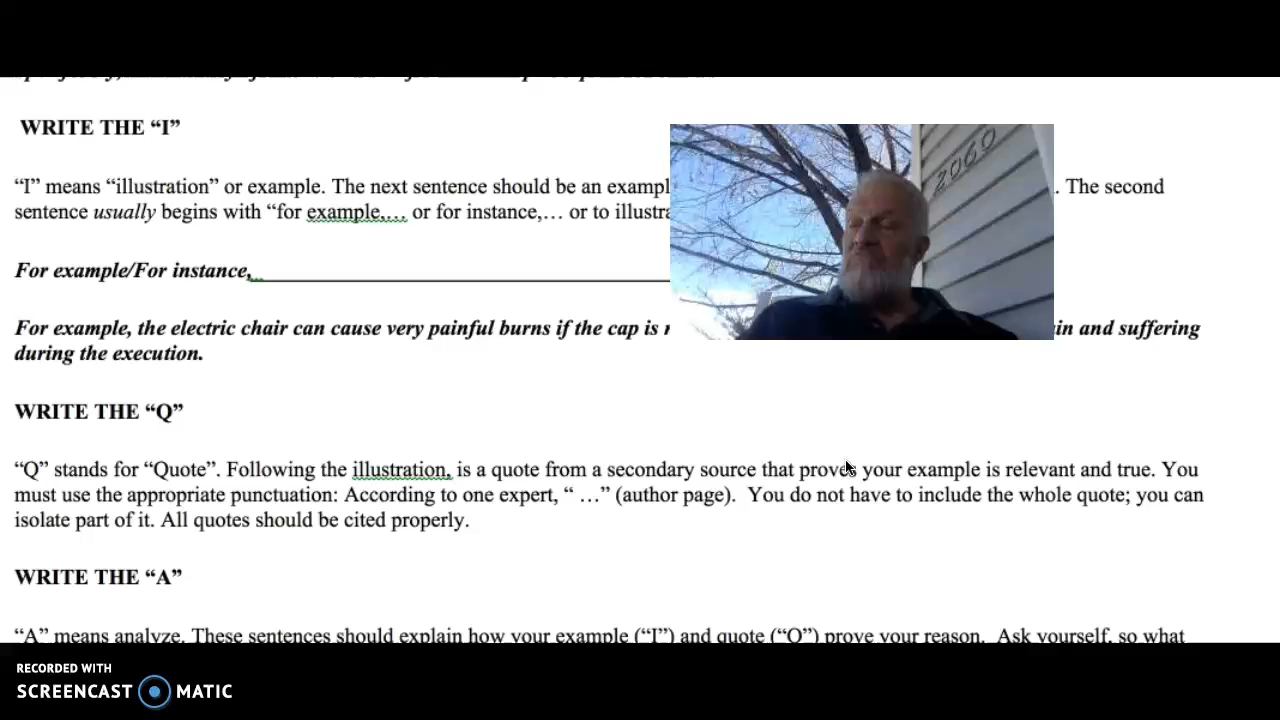 WRITE THE “I”
2060
“I” means “illustration” or example. The next sentence should be an . The second
sentence usually begins with “for example,… or for instance,… or to
For example/For instance,
For example, the electric chair can cause very painful burns if the cap is and suffering
during the execution.
WRITE THE “Q”
“Q” stands for “Quote”. Following the illustration, is a quote from a secondary source that proves your example is relevant and true. You
must use the appropriate punctuation: According to one expert, “ …” (author page). You do not have to include the whole quote; you can
isolate part of it. All quotes should be cited properly.
WRITE THE “A”
“A” means analyze. These sentences should explain how your example (“I”) and quote (“Q”) prove your reason. Ask yourself, so what
RECORDED WITH
SCREENCAST MATIC